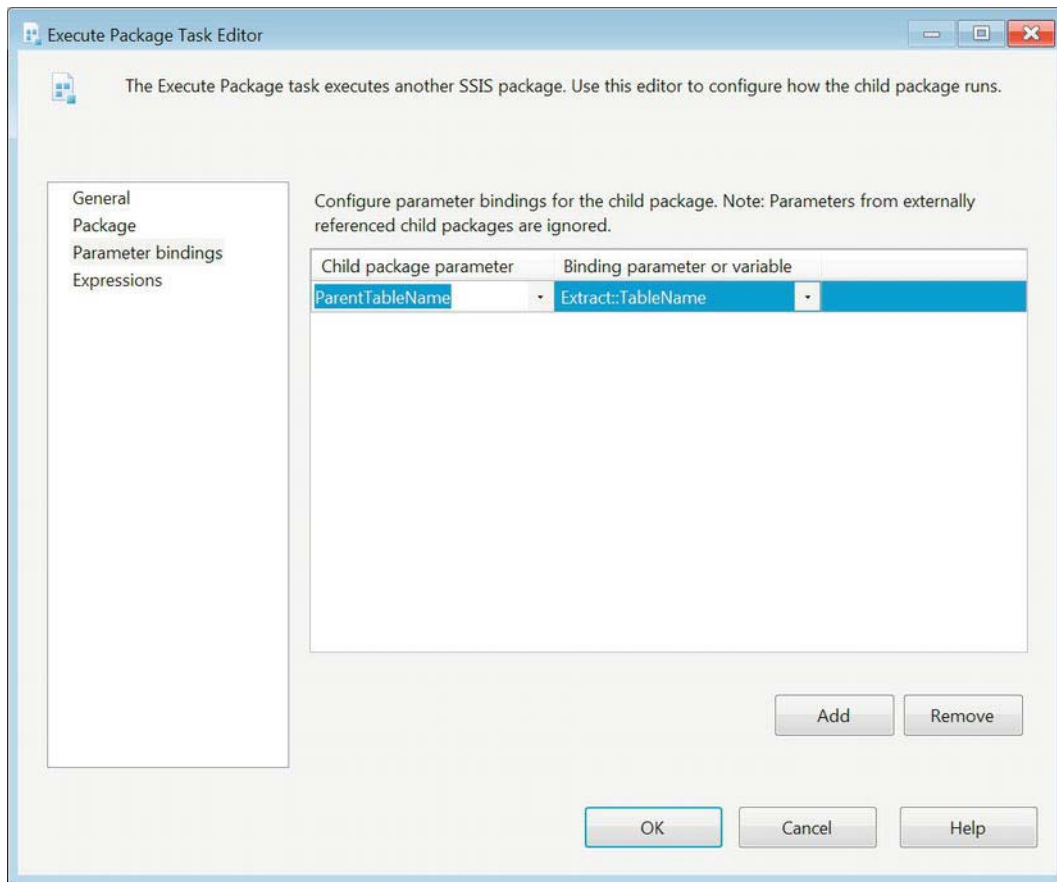 Execute Package Task Editor
The Execute Package task executes another SSIS package. Use this editor to configure how the child package runs.
General
Package
Parameter bindings
Expressions
Configure parameter bindings for the child package. Note: Parameters from externally
referenced child packages are ignored.
Child package parameter Binding parameter or variable
ParentTableName Extract::TableName
Add Remove
OK Cancel Help